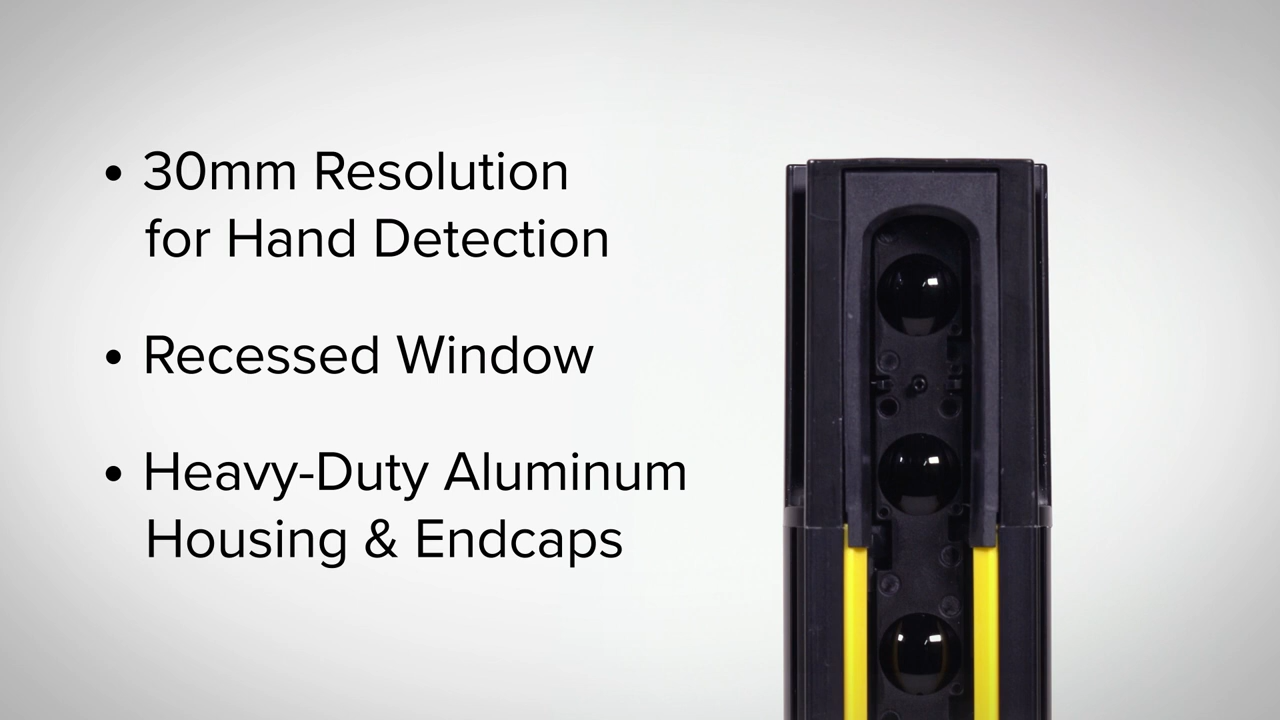 • 30mm Resolution
for Hand Detection
• Recessed Window
• Heavy-Duty Aluminum
Housing & Endcaps